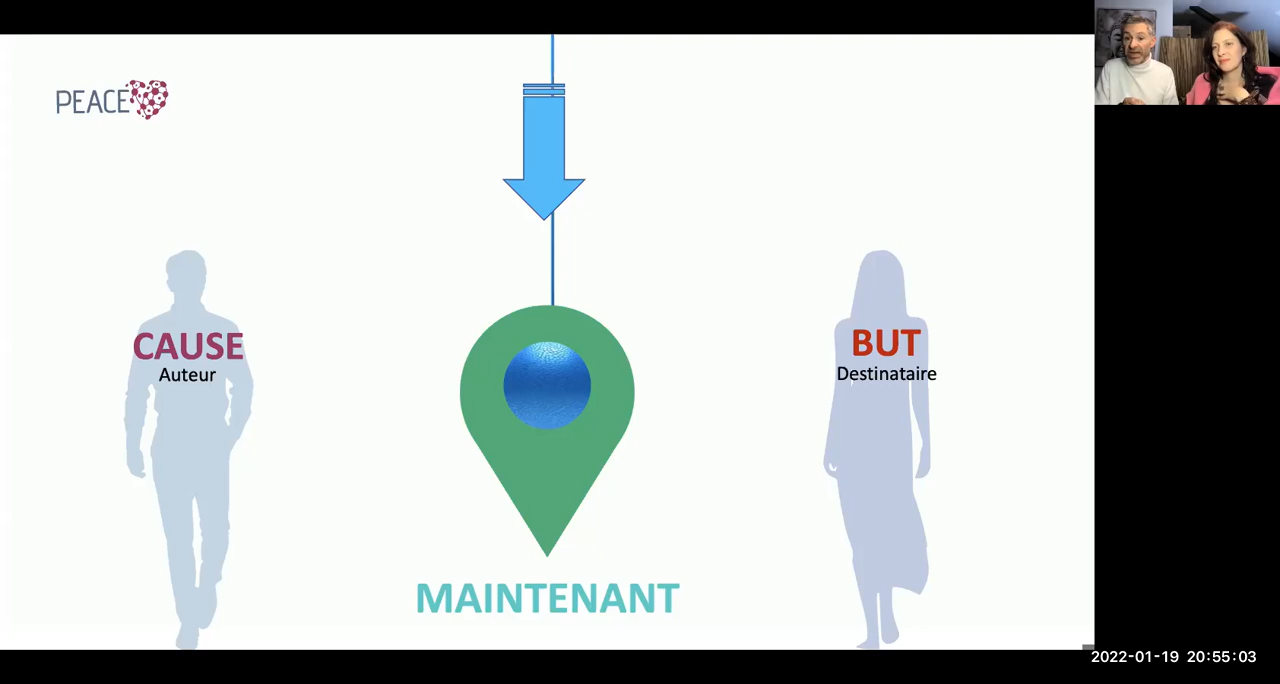 PEACE
CAUSE
Auteur
BUT
Destinataire
MAINTENANT
2022-01-19 20:55:03